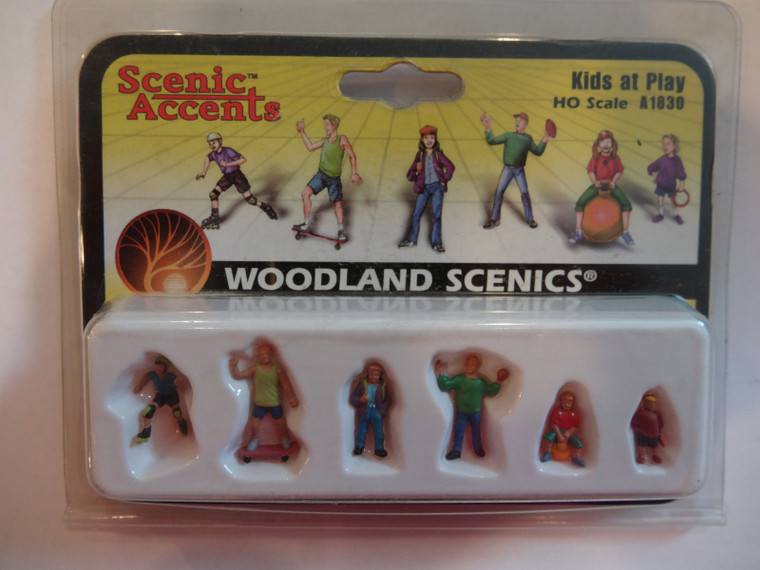 Scenic™
Accents
Kids at Play
HO Scale A1830
WOODLAND SCENICS®